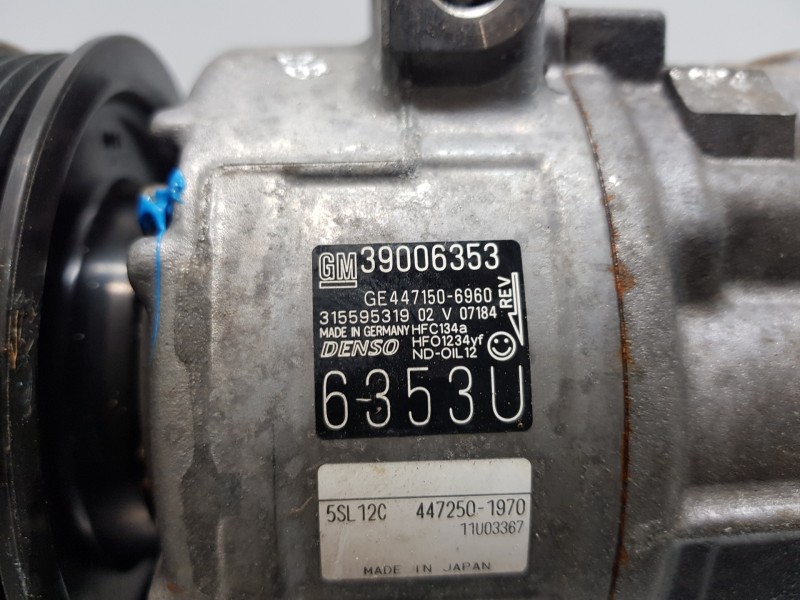 GM 39006353
GE447150-6960
315595319 02 V 07184
REV
MADE IN GERMANY HFC134a
DENSO HFO1234yf
ND-OIL12
6353U
5SL12C 447250-1970
11U03367
MADE IN JAPAN